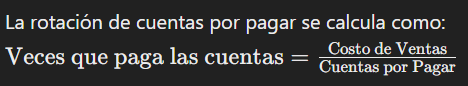 La rotación de cuentas por pagar se calcula como:
Veces que paga las cuentas = Costo de Ventas / Cuentas por Pagar